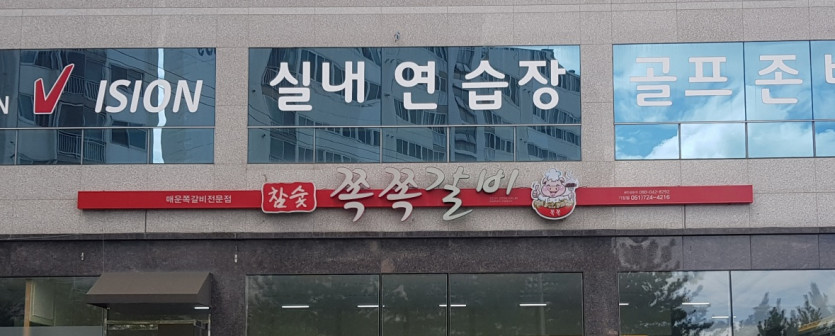 N VISION 실내 연습장 골프 존비
매운쪽갈비전문점 참숯 쪽쪽갈비
061)724-4216